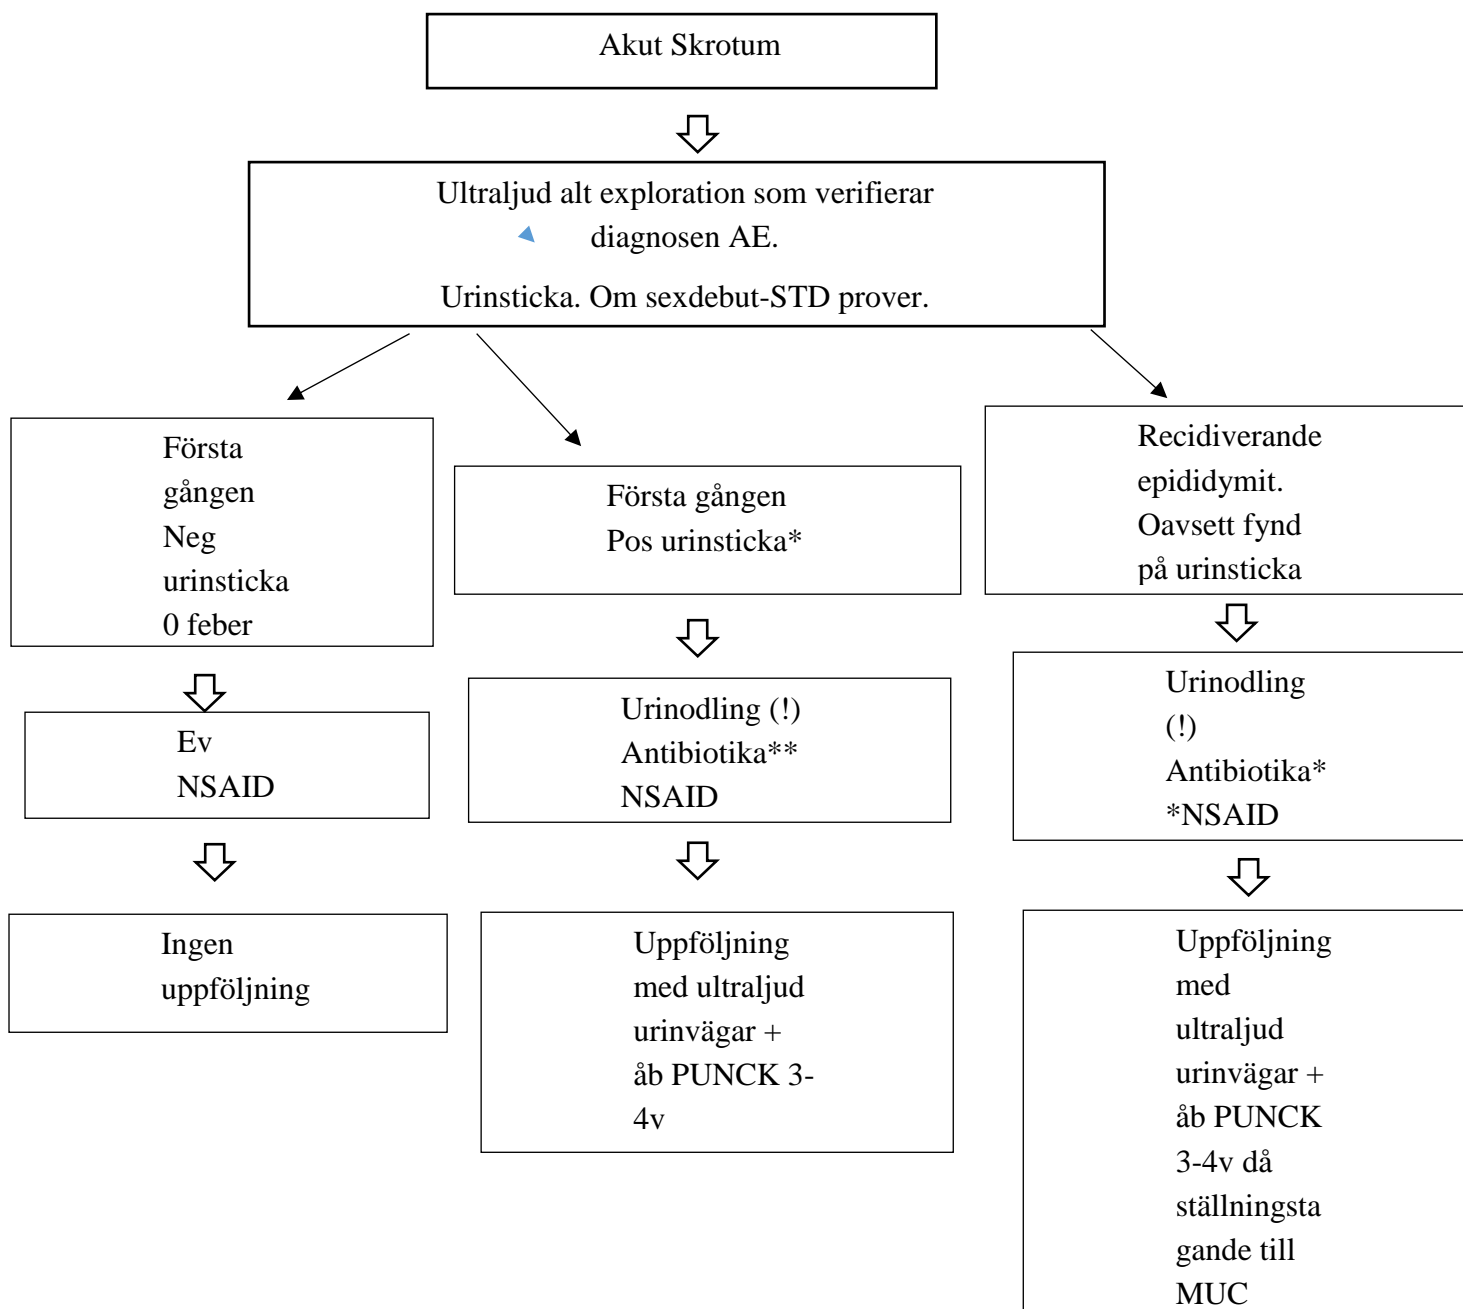 Akut Skrotum
Ultraljud alt exploration som verifierar
diagnosen AE.
Urinsticka. Om sexdebut-STD prover.
Första
gången
Neg
urinsticka
0 feber
Första gången
Pos urinsticka*
Recidiverande
epididymit.
Oavsett fynd
på urinsticka
Ev
NSAID
Urinodling (!)
Antibiotika**
NSAID
Urinodling
(!)
Antibiotika*
*NSAID
Ingen
uppföljning
Uppföljning
med ultraljud
urinvägar +
åb PUNCK 3-
4v
Uppföljning
med
ultraljud
urinvägar +
åb PUNCK
3-4v då
ställningsta
gande till
MUC